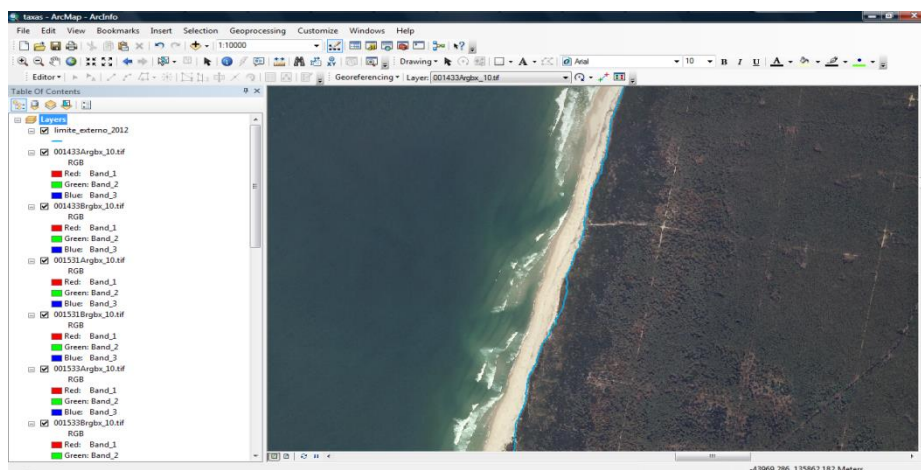 taxas - ArcMap - ArcInfo
File Edit View Bookmarks Insert Selection Geoprocessing Customize Windows Help
1:10000
Drawing Arial 10 B I U A
Editor Georeferencing Layer: 001433Argbx_10.tif
Table Of Contents
Layers
limite_externo_2012
001433Argbx_10.tif
RGB
Red: Band_1
Green: Band_2
Blue: Band_3
001433Brgbx_10.tif
RGB
Red: Band_1
Green: Band_2
Blue: Band_3
001531Argbx_10.tif
RGB
Red: Band_1
Green: Band_2
Blue: Band_3
001531Brgbx_10.tif
RGB
Red: Band_1
Green: Band_2
Blue: Band_3
001533Argbx_10.tif
RGB
Red: Band_1
Green: Band_2
Blue: Band_3
001533Brgbx_10.tif
RGB
Red: Band_1
Green: Band_2
-43969,286 135862,182 Meters